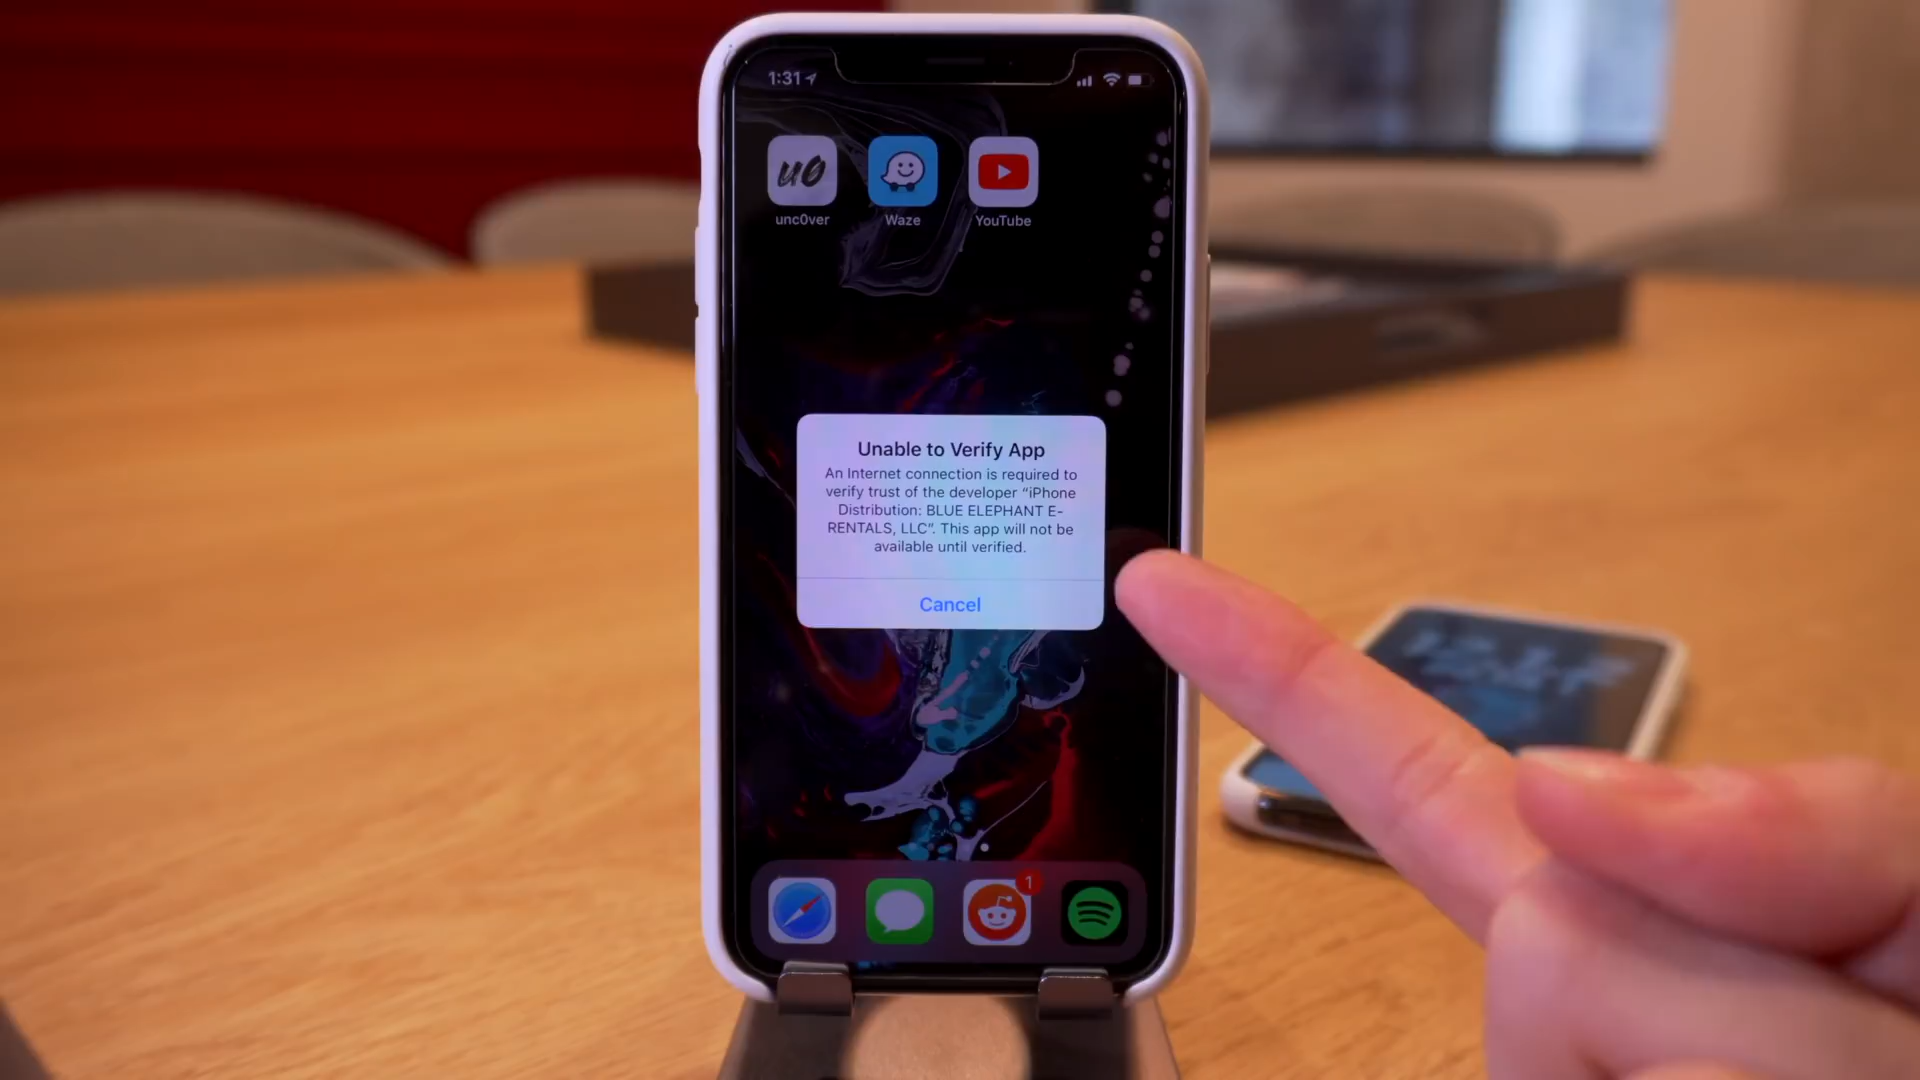 1:31
u0
unc0ver
Waze
YouTube
Unable to Verify App
An Internet connection is required to
verify trust of the developer “iPhone
Distribution: BLUE ELEPHANT E-
RENTALS, LLC”. This app will not be
available until verified.
Cancel
1